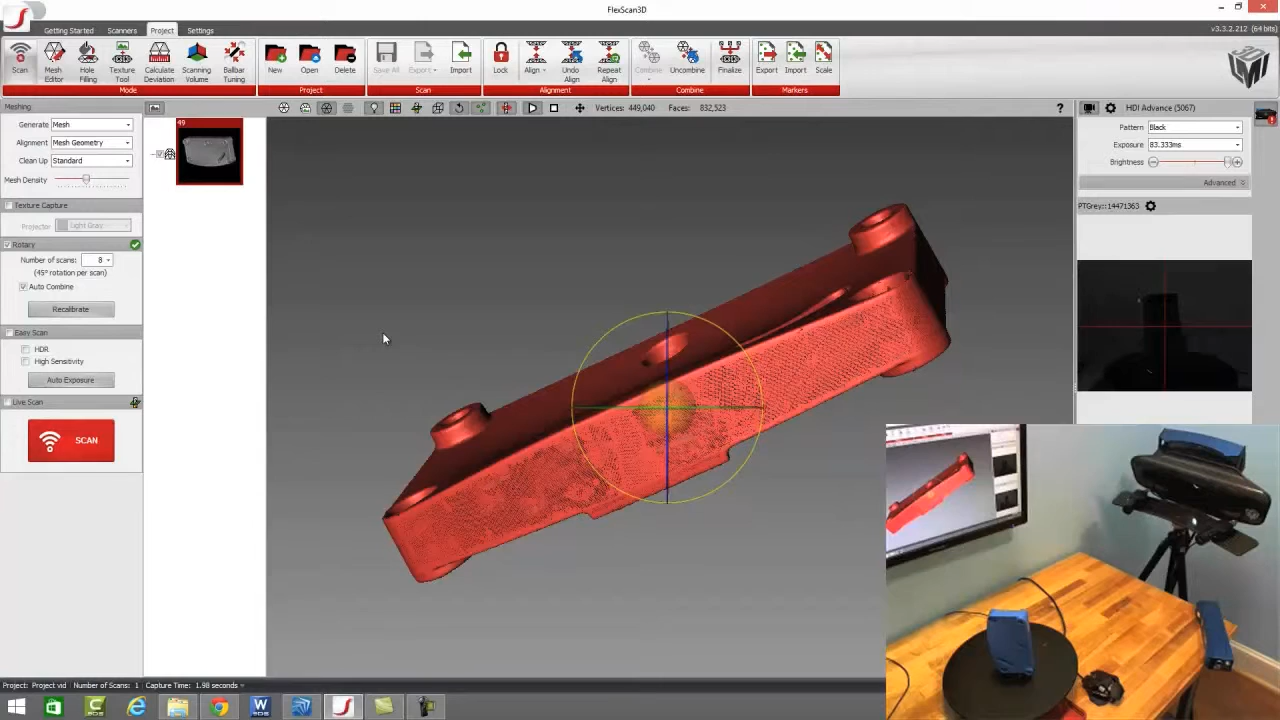 FlexScan3D
Getting Started Scanners Project Settings
v3.3.2.212 (64 bits)
Scan
Mesh Editor
Hole Filling
Texture Tool
Calculate Deviation
Scanning Volume
Ballbar Tuning
New Open Delete
Save All Export Import
Lock Align Undo Align Repeat Align
Combine Uncombine Finalize
Export Import Scale
Mode Project Scan Alignment Combine Markers
Meshing
Generate Mesh
Alignment Mesh Geometry
Clean Up Standard
Mesh Density
Texture Capture
Projector Light Gray
Rotary
Number of scans: 8
(45° rotation per scan)
Auto Combine
Recalibrate
Easy Scan
HDR
High Sensitivity
Auto Exposure
Live Scan
SCAN
49
Vertices: 449,040 Faces: 832,523
?
HDI Advance (5067)
Pattern Black
Exposure 83.333ms
Brightness
Advanced
PTGrey::14471363
Project: Project vid Number of Scans: 1 Capture Time: 1.98 seconds